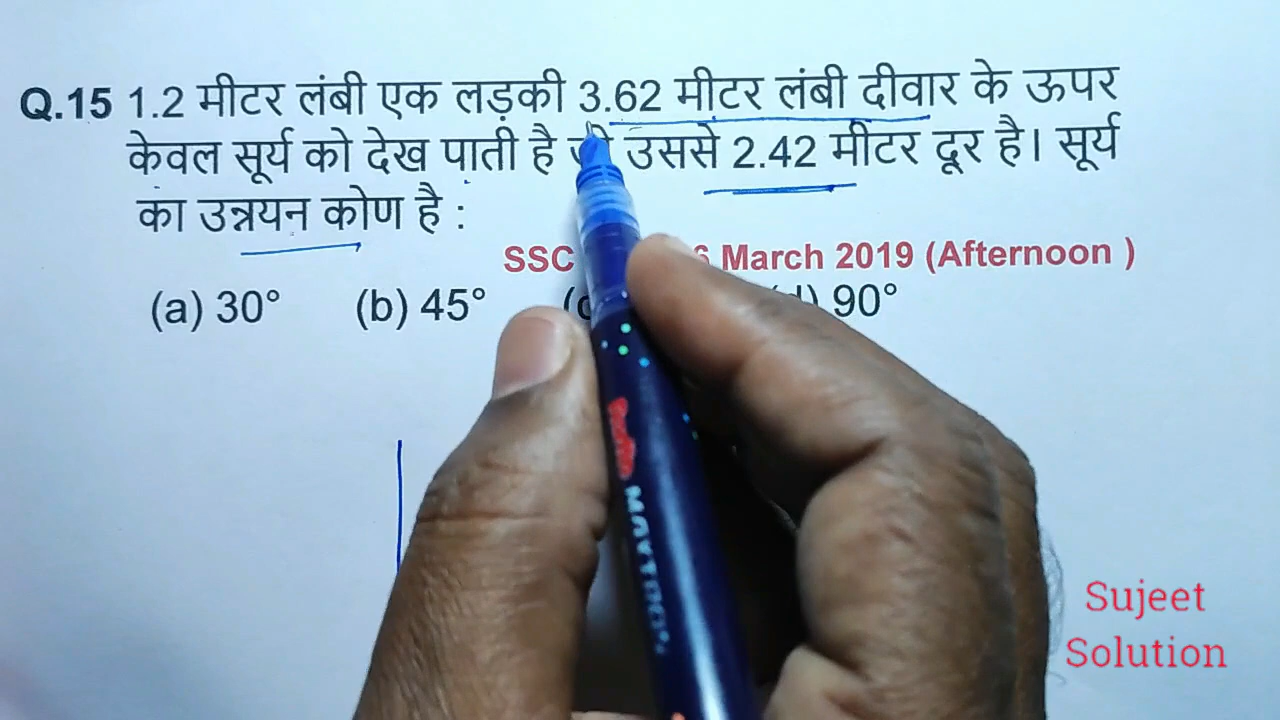 Q.15 1.2 मीटर लंबी एक लड़की 3.62 मीटर लंबी दीवार के ऊपर
केवल सूर्य को देख पाती है उससे 2.42 मीटर दूर है। सूर्य
का उन्नयन कोण है :
SSC March 2019 (Afternoon )
(a) 30° (b) 45° (d) 90°
Sujeet
Solution